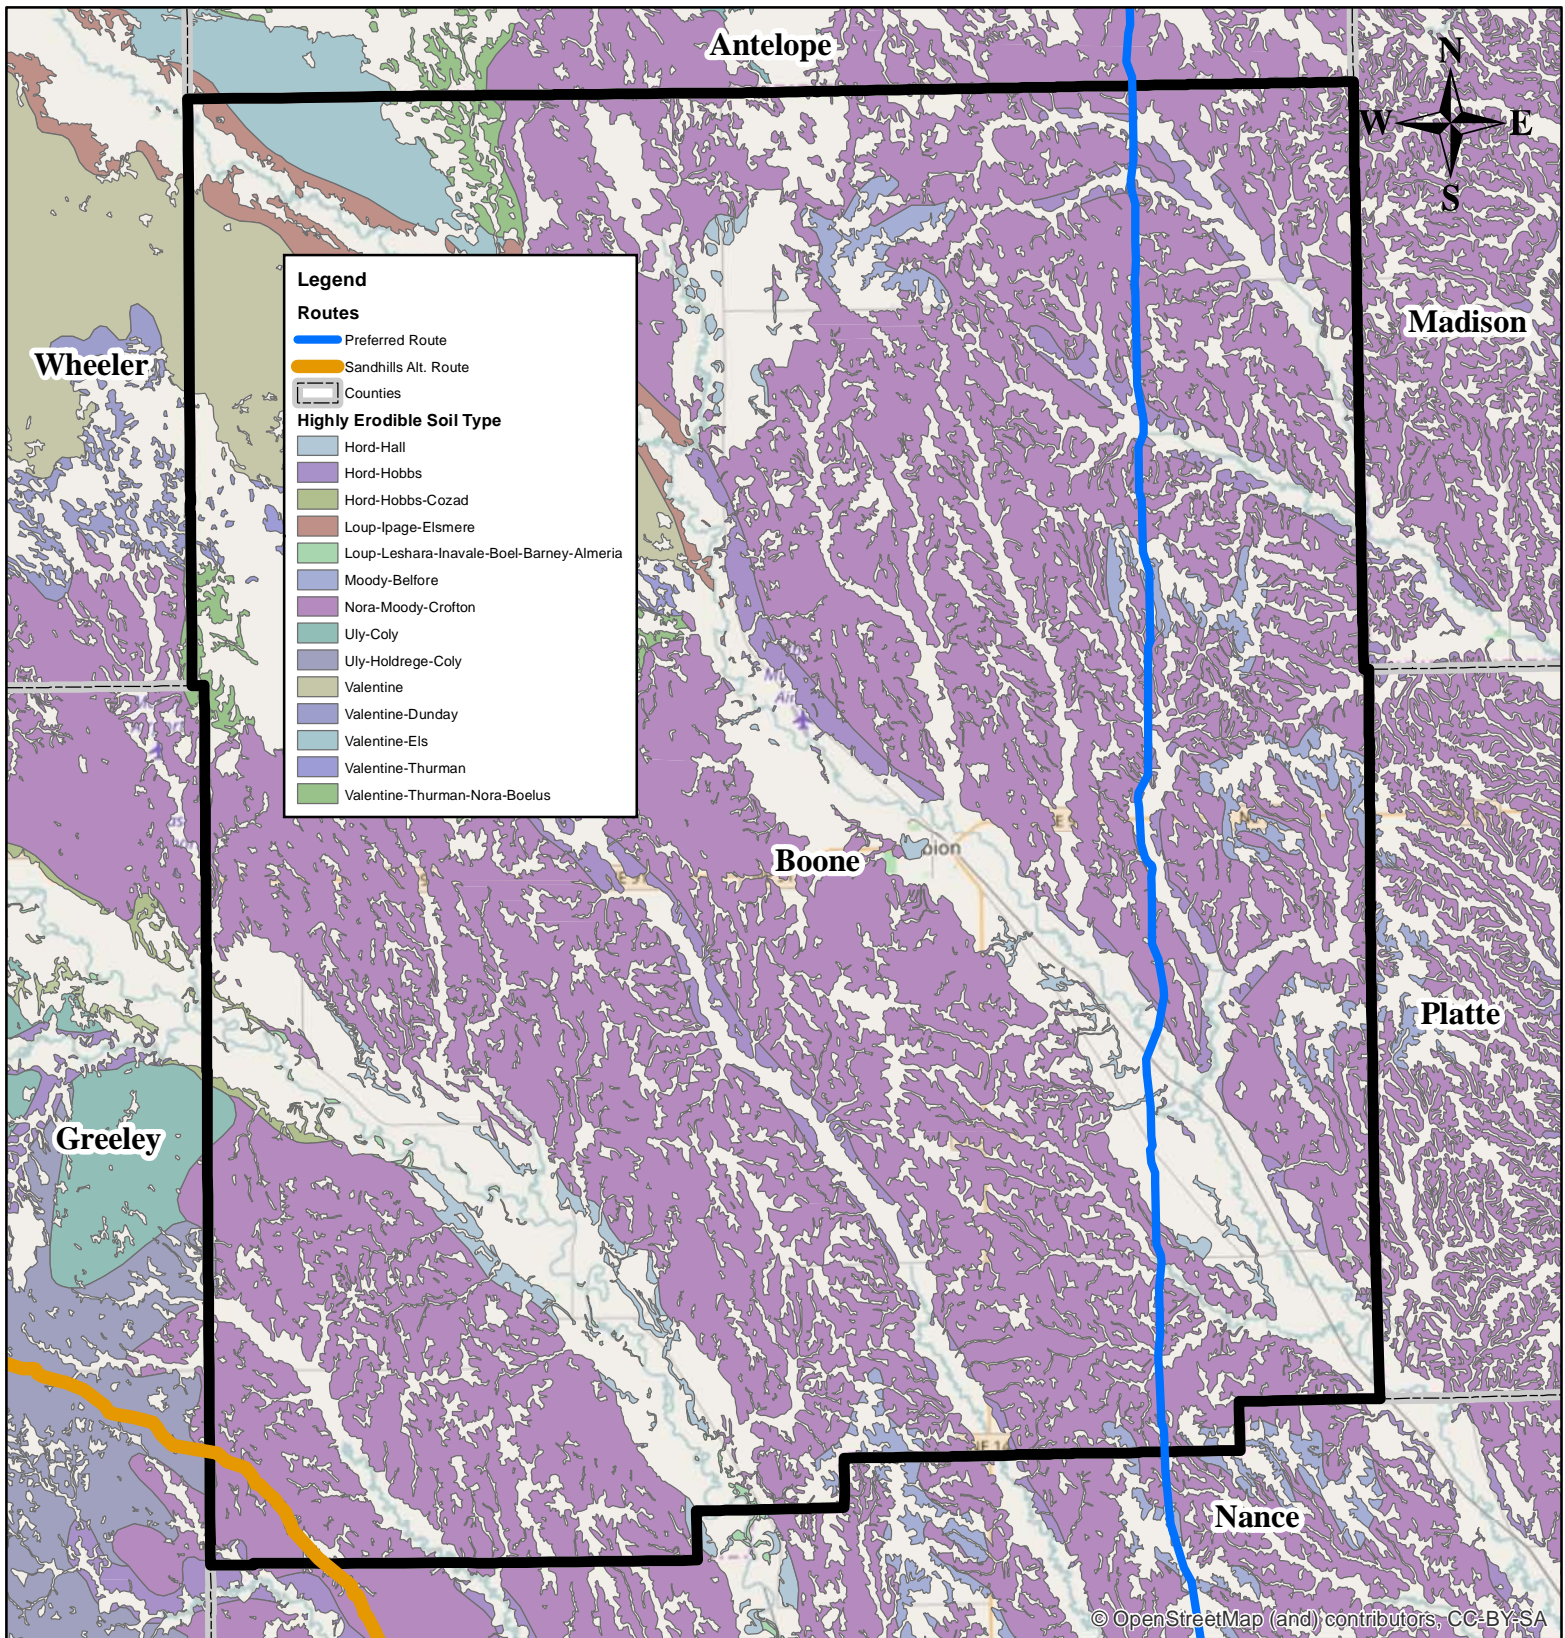 Antelope
N
W
E
S
Madison
Wheeler
Legend
Routes
Preferred Route
Sandhills Alt. Route
Counties
Highly Erodible Soil Type
Hord-Hall
Hord-Hobbs
Hord-Hobbs-Cozad
Loup-Ipage-Elsmere
Loup-Leshara-Inavale-Boel-Barney-Almeria
Moody-Belfore
Nora-Moody-Crofton
Uly-Coly
Uly-Holdrege-Coly
Valentine
Valentine-Dunday
Valentine-Els
Valentine-Thurman
Valentine-Thurman-Nora-Boelus
Boone
Platte
Greeley
Nance
© OpenStreetMap (and) contributors, CC-BY-SA